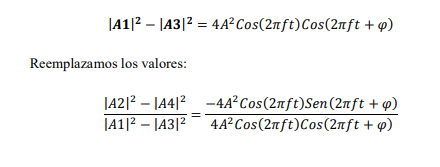 |A1|² − |A3|² = 4A²Cos(2πft)Cos(2πft + φ)
Reemplazamos los valores:
|A2|² − |A4|² / |A1|² − |A3|² = −4A²Cos(2πft)Sen(2πft + φ) / 4A²Cos(2πft)Cos(2πft + φ)